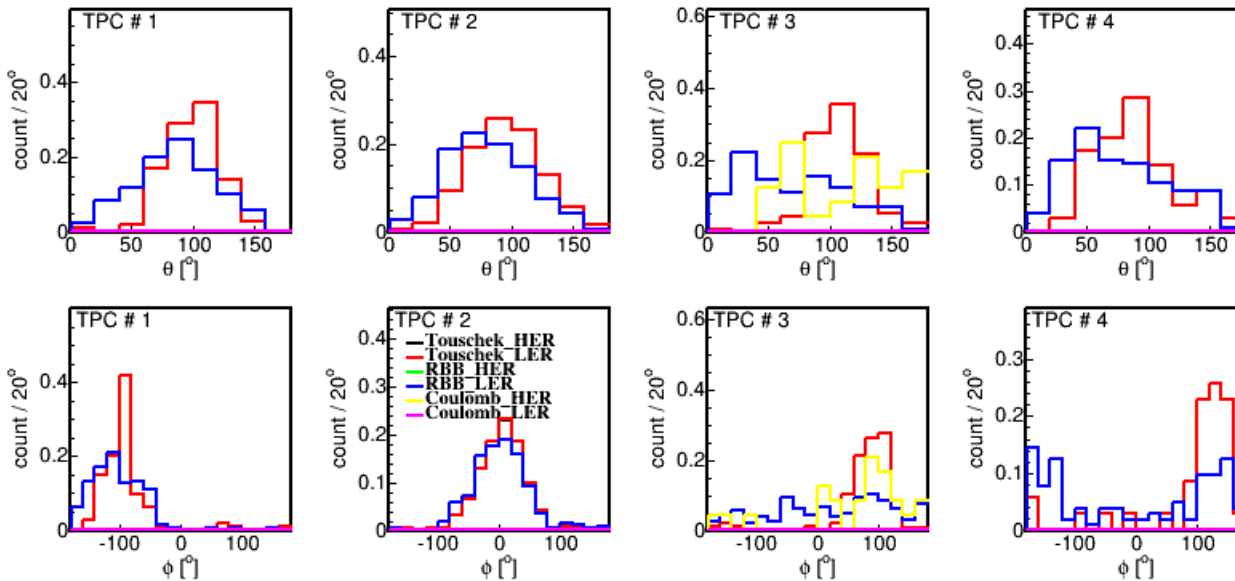 TPC # 1
count / 20°
0.4
0.2
0
0 50 100 150
θ [°]
TPC # 2
count / 20°
0.4
0.2
0
0 50 100 150
θ [°]
TPC # 3
count / 20°
0.6
0.4
0.2
0
0 50 100 150
θ [°]
TPC # 4
count / 20°
0.4
0.3
0.2
0.1
0
0 50 100 150
θ [°]
TPC # 1
count / 20°
0.4
0.2
0
-100 0 100
ϕ [°]
TPC # 2
Touschek_HER
Touschek_LER
RBB_HER
RBB_LER
Coulomb_HER
Coulomb_LER
count / 20°
0.4
0.3
0.2
0.1
0
-100 0 100
ϕ [°]
TPC # 3
count / 20°
0.6
0.4
0.2
0
-100 0 100
ϕ [°]
TPC # 4
count / 20°
0.3
0.2
0.1
0
-100 0 100
ϕ [°]